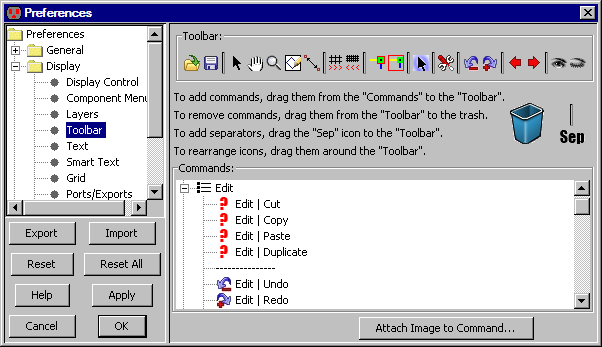 Preferences
Preferences
General
Display
Display Control
Component Menu
Layers
Toolbar
Text
Smart Text
Grid
Ports/Exports
Export Import
Reset Reset All
Help Apply
Cancel OK
Toolbar:
To add commands, drag them from the "Commands" to the "Toolbar".
To remove commands, drag them from the "Toolbar" to the trash.
To add separators, drag the "Sep" icon to the "Toolbar".
To rearrange icons, drag them around the "Toolbar".
Sep
Commands:
Edit
Edit | Cut
Edit | Copy
Edit | Paste
Edit | Duplicate
---------------
Edit | Undo
Edit | Redo
Attach Image to Command...